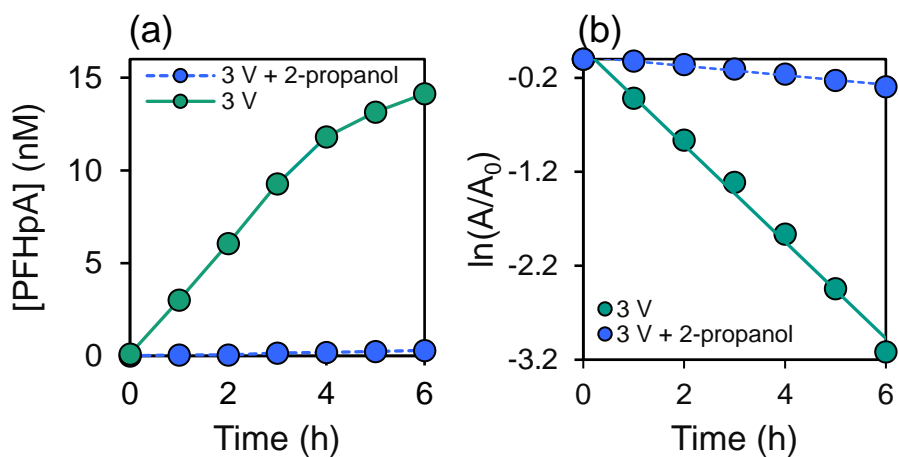 (a)
3 V + 2-propanol
3 V
[PFHpA] (nM)
15
10
5
0
0 2 4 6
Time (h)
(b)
ln(A/A₀)
-0.2
-1.2
-2.2
-3.2
3 V
3 V + 2-propanol
0 2 4 6
Time (h)